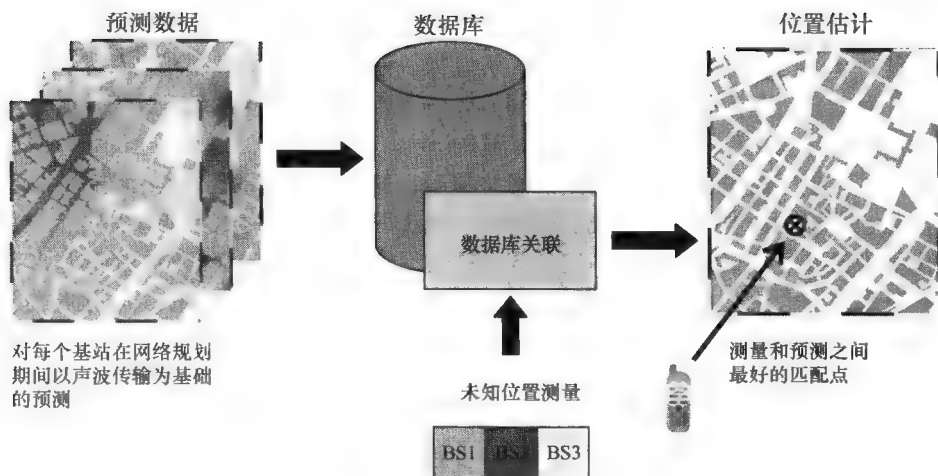 预测数据
数据库
位置估计
数据库关联
对每个基站在网络规划
期间以声波传输为基础
的预测
未知位置测量
测量和预测之间
最好的匹配点
BS1 BS2 BS3